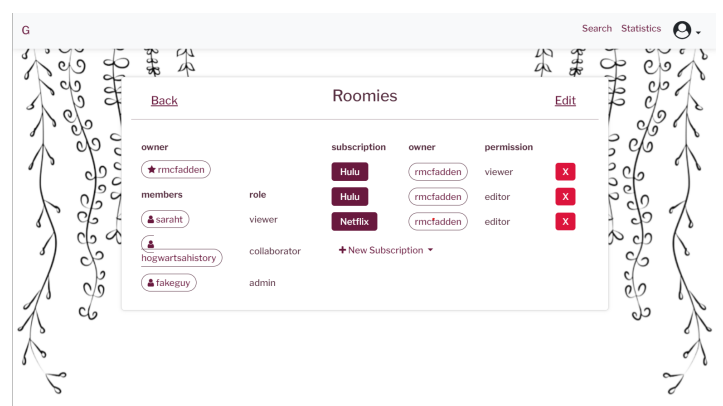 G
Search Statistics
Back
Roomies
Edit
owner
rmcfadden
members role
saraht viewer
hogwartsahistory collaborator
fakeguy admin
subscription owner permission
Hulu rmcfadden viewer X
Hulu rmcfadden editor X
Netflix rmcfadden editor X
+ New Subscription